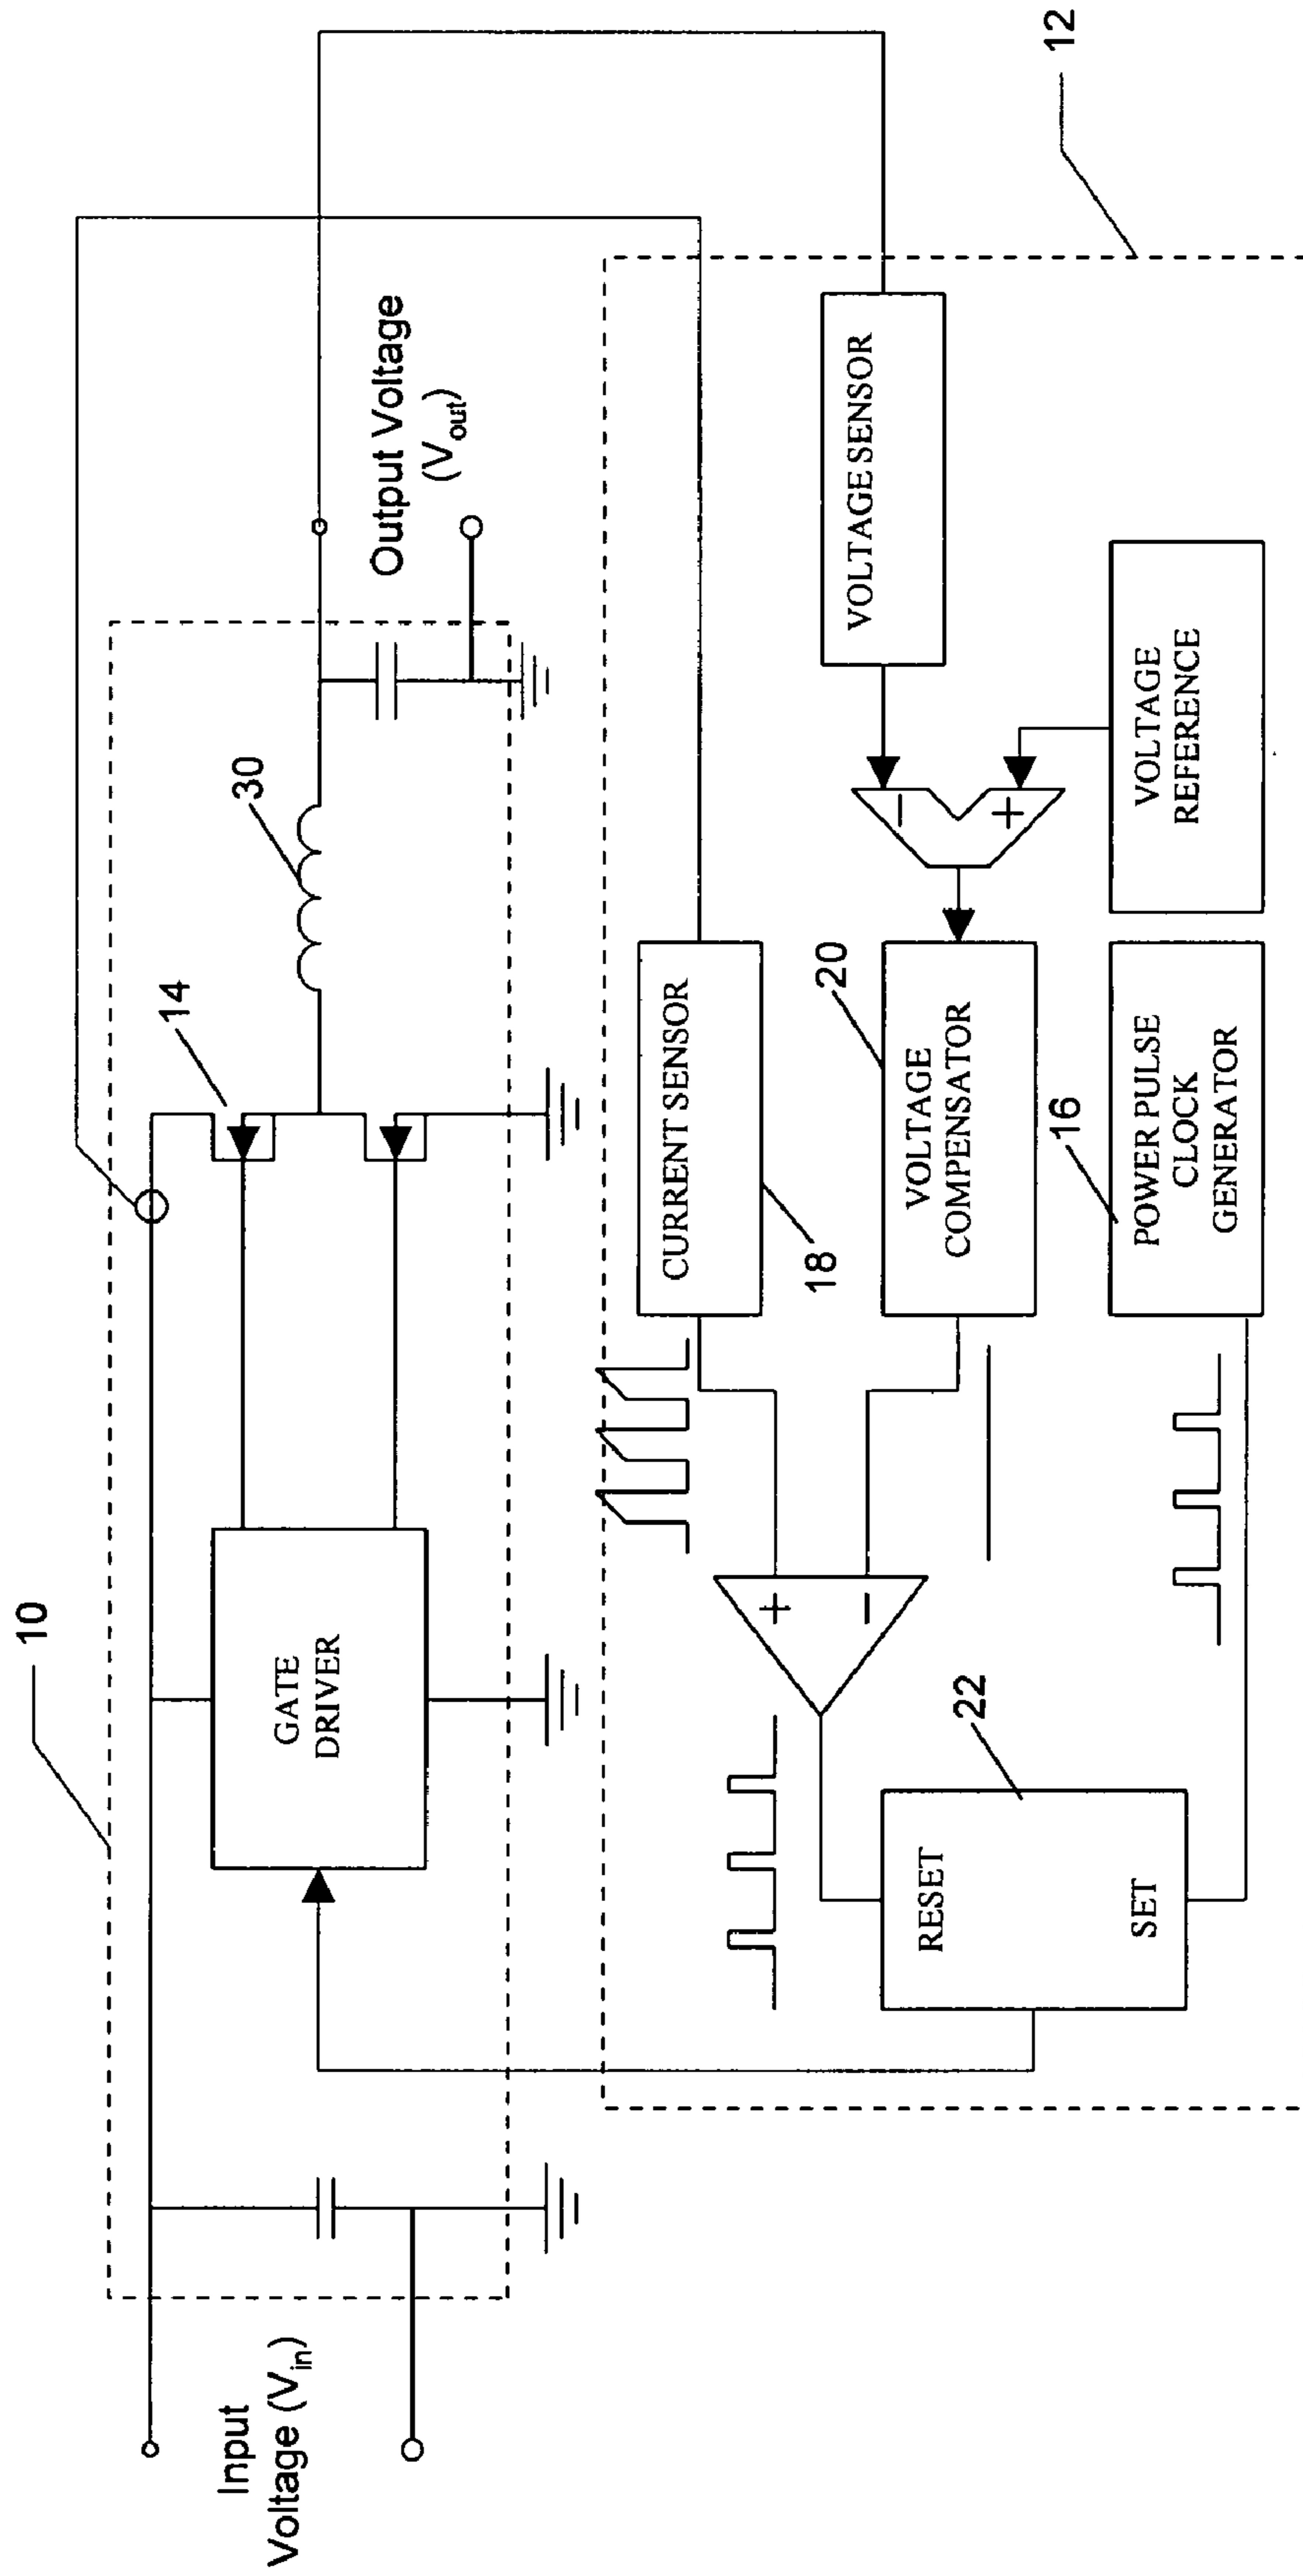 10
Input
Voltage (Vin)
GATE
DRIVER
14
30
Output Voltage
(Vout)
12
RESET
SET
22
+
−
CURRENT SENSOR
18
VOLTAGE
COMPENSATOR
20
POWER PULSE
CLOCK
GENERATOR
16
−
+
VOLTAGE SENSOR
VOLTAGE
REFERENCE